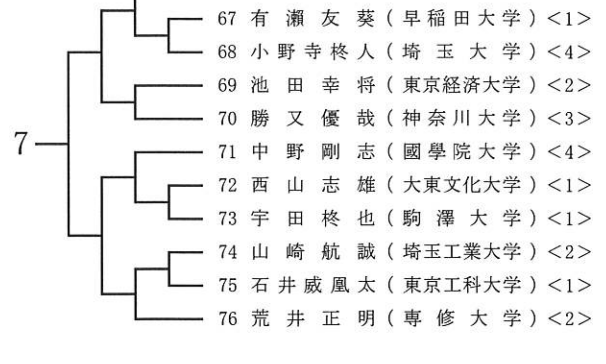 67 有瀬友葵(早稲田大学)<1>
68 小野寺柊人(埼玉大学)<4>
69 池田幸将(東京経済大学)<2>
70 勝又優哉(神奈川大学)<3>
7
71 中野剛志(國學院大学)<4>
72 西山志雄(大東文化大学)<1>
73 宇田柊也(駒澤大学)<1>
74 山崎航誠(埼玉工業大学)<2>
75 石井威凰太(東京工科大学)<1>
76 荒井正明(専修大学)<2>